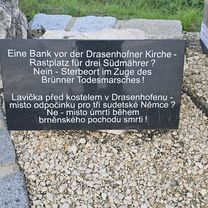 Eine Bank vor der Drasenhofner Kirche -
Rastplatz für drei Südmährer ?
Nein - Sterbeort im Zuge des
Brünner Todesmarsches !
Lavička před kostelem v Drasenhofenu -
místo odpočinku pro tři sudetské Němce ?
Ne - místo úmrtí během
brněnského pochodu smrti !